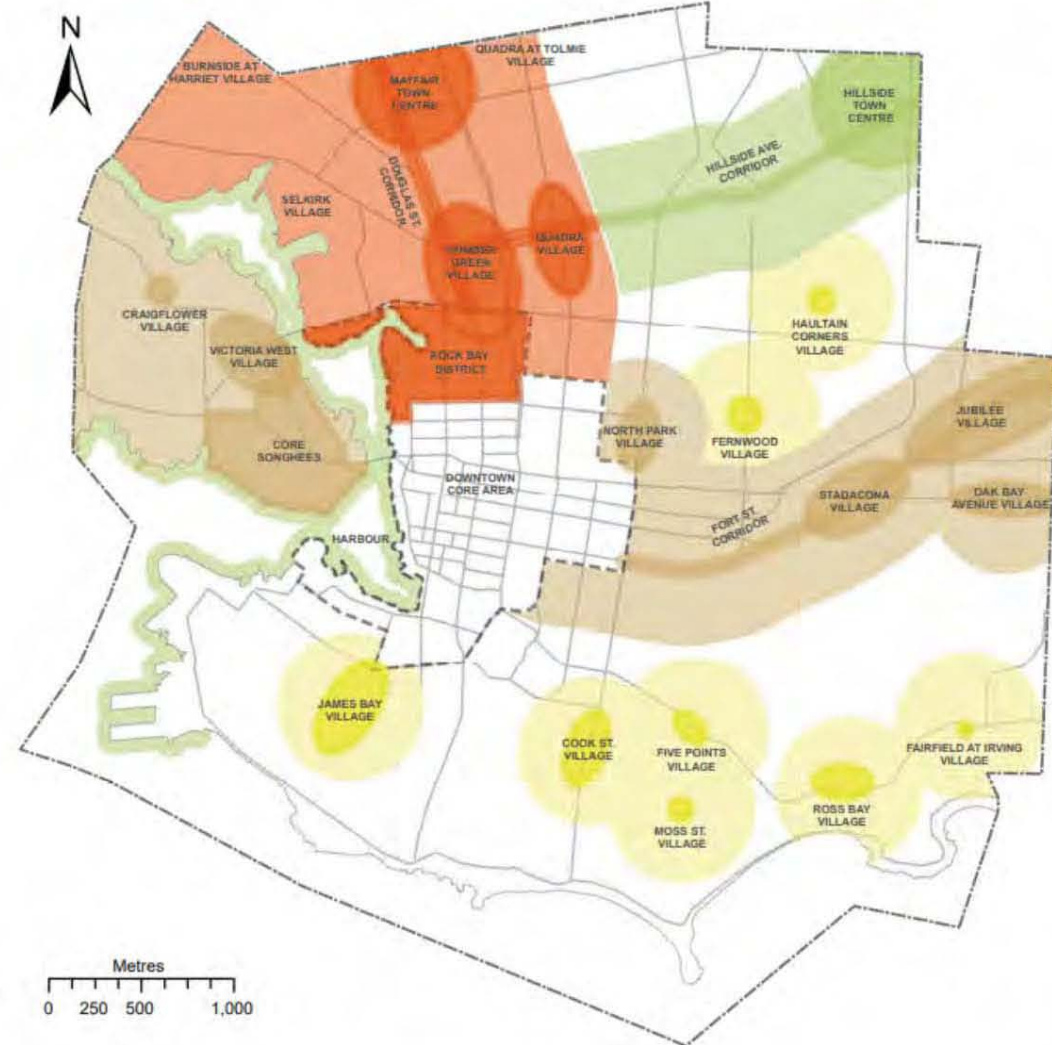 N
QUADRA AT TOLMIE
VILLAGE
BURNSIDE AT
HARRIET VILLAGE
MAYFAIR
TOWN
CENTRE
HILLSIDE
TOWN
CENTRE
HILLSIDE AVE.
CORRIDOR
DOUGLAS ST.
CORRIDOR
SELKIRK
VILLAGE
HUMBER
GREEN
VILLAGE
QUADRA
VILLAGE
CRAIGFLOWER
VILLAGE
HAULTAIN
CORNERS
VILLAGE
VICTORIA WEST
VILLAGE
ROCK BAY
DISTRICT
JUBILEE
VILLAGE
NORTH PARK
VILLAGE
FERNWOOD
VILLAGE
CORE
SONGHEES
DOWNTOWN
CORE AREA
STADACONA
VILLAGE
OAK BAY
AVENUE VILLAGE
FORT ST.
CORRIDOR
HARBOUR
JAMES BAY
VILLAGE
COOK ST.
VILLAGE
FIVE POINTS
VILLAGE
FAIRFIELD AT IRVING
VILLAGE
ROSS BAY
VILLAGE
MOSS ST.
VILLAGE
Metres
0 250 500 1,000